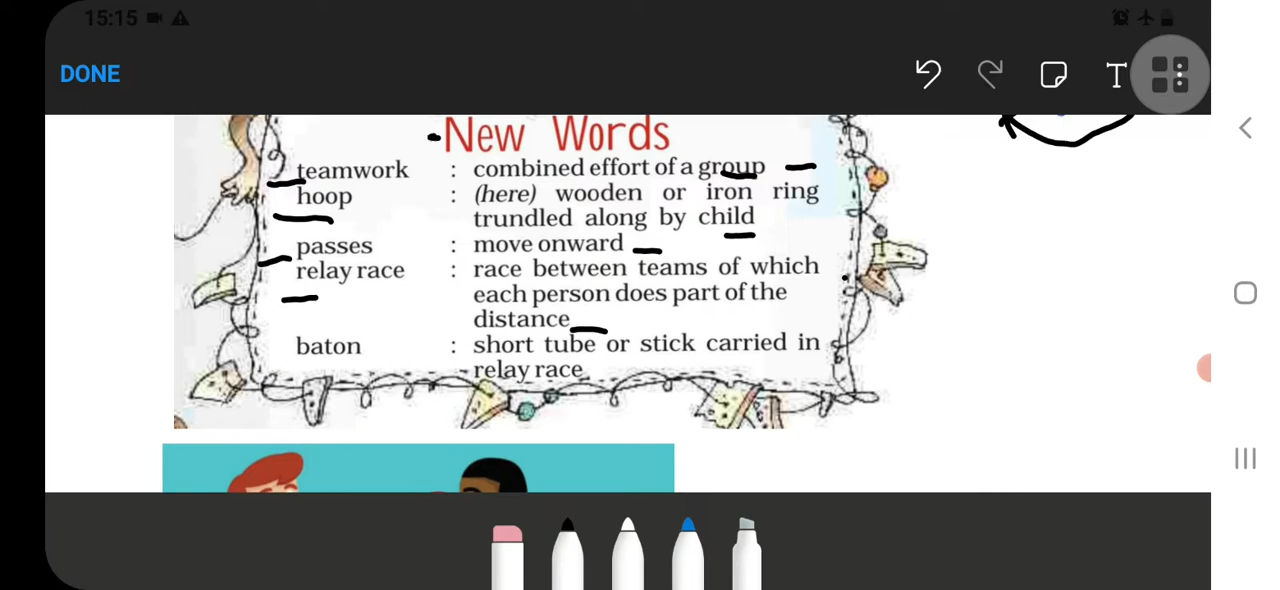 15:15
DONE
T
New Words
teamwork : combined effort of a group
hoop : (here) wooden or iron ring
trundled along by child
passes : move onward
relay race : race between teams of which
each person does part of the
distance
baton : short tube or stick carried in
relay race